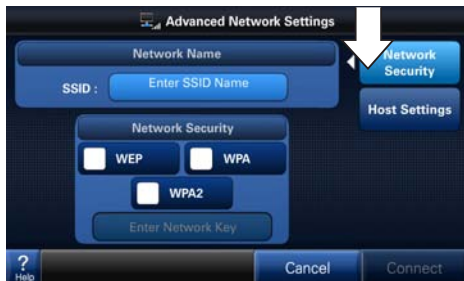 Advanced Network Settings
Network Name
SSID :
Enter SSID Name
Network Security
WEP
WPA
WPA2
Enter Network Key
Network
Security
Host Settings
?
Help
Cancel
Connect